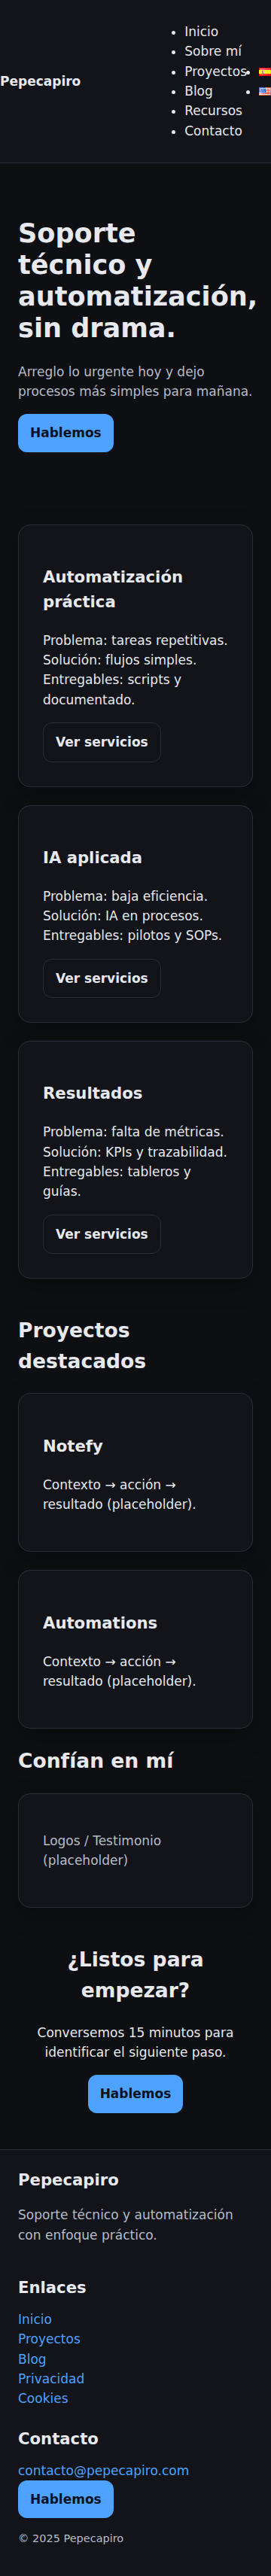 Pepecapiro
Inicio
Sobre mí
Proyectos
Blog
Recursos
Contacto
Soporte
técnico y
automatización,
sin drama.
Arreglo lo urgente hoy y dejo
procesos más simples para mañana.
Hablemos
Automatización
práctica
Problema: tareas repetitivas.
Solución: flujos simples.
Entregables: scripts y
documentado.
Ver servicios
IA aplicada
Problema: baja eficiencia.
Solución: IA en procesos.
Entregables: pilotos y SOPs.
Ver servicios
Resultados
Problema: falta de métricas.
Solución: KPIs y trazabilidad.
Entregables: tableros y
guías.
Ver servicios
Proyectos
destacados
Notefy
Contexto → acción →
resultado (placeholder).
Automations
Contexto → acción →
resultado (placeholder).
Confían en mí
Logos / Testimonio
(placeholder)
¿Listos para
empezar?
Conversemos 15 minutos para
identificar el siguiente paso.
Hablemos
Pepecapiro
Soporte técnico y automatización
con enfoque práctico.
Enlaces
Inicio
Proyectos
Blog
Privacidad
Cookies
Contacto
contacto@pepecapiro.com
Hablemos
© 2025 Pepecapiro